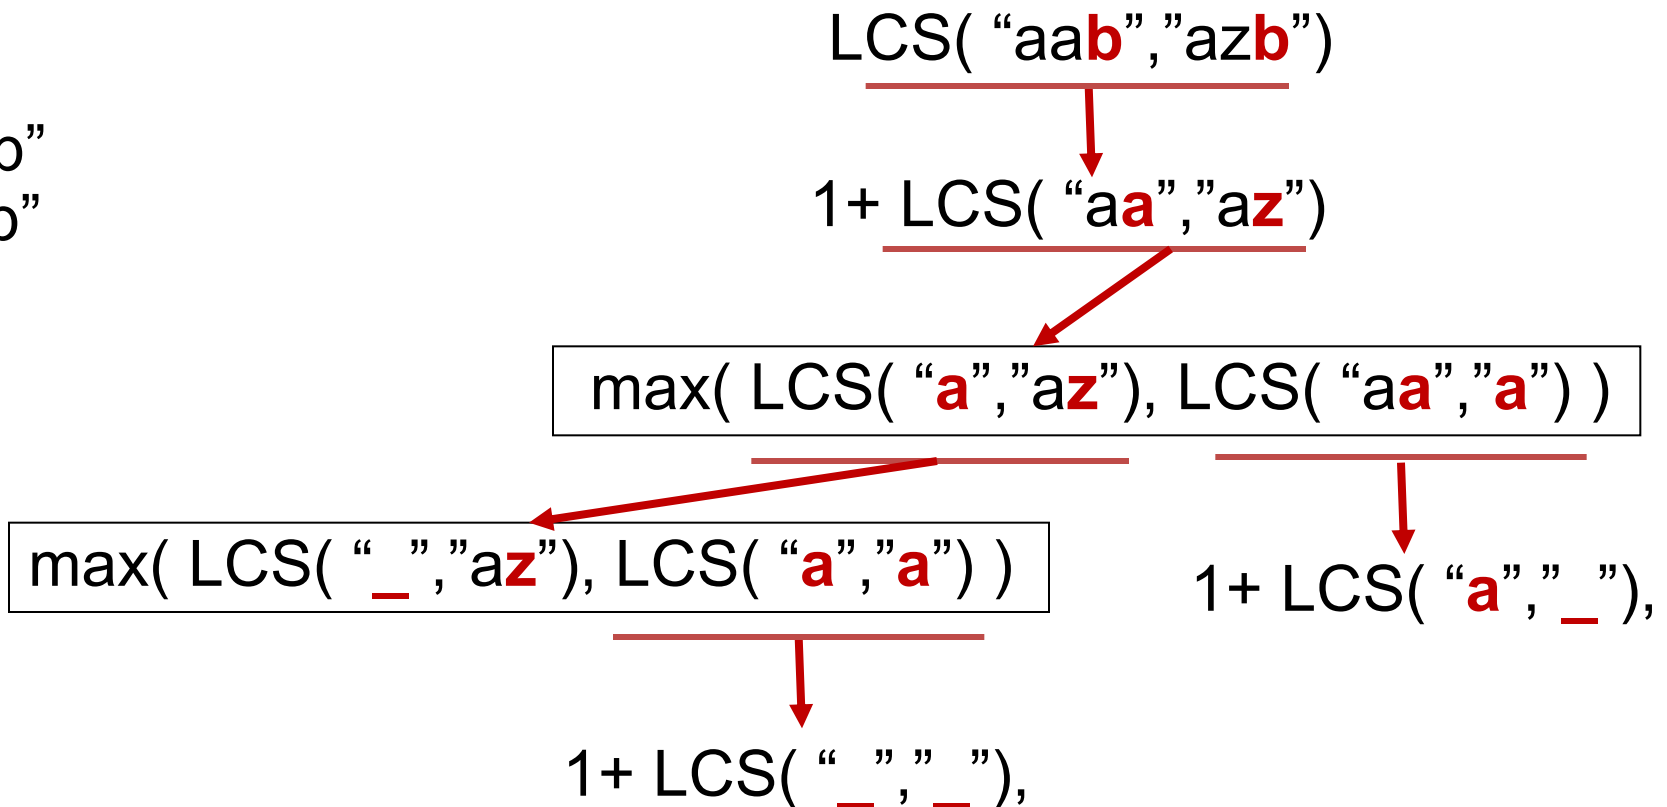 LCS( “aab”,”azb”)
b”
b”
1+ LCS( “aa”,”az”)
max( LCS( “a”,”az”), LCS( “aa”,”a”) )
max( LCS( “_”,”az”), LCS( “a”,”a”) )
1+ LCS( “a”,”_”),
1+ LCS( “_”,”_”),